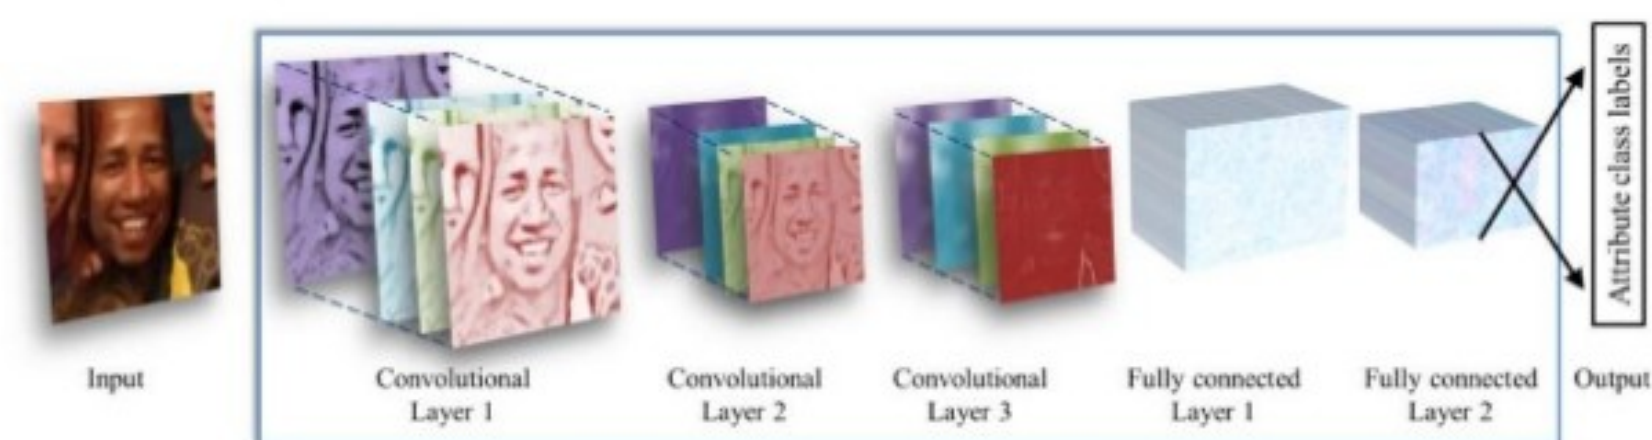 Attribute class labels
Input
Convolutional
Layer 1
Convolutional
Layer 2
Convolutional
Layer 3
Fully connected
Layer 1
Fully connected
Layer 2
Output